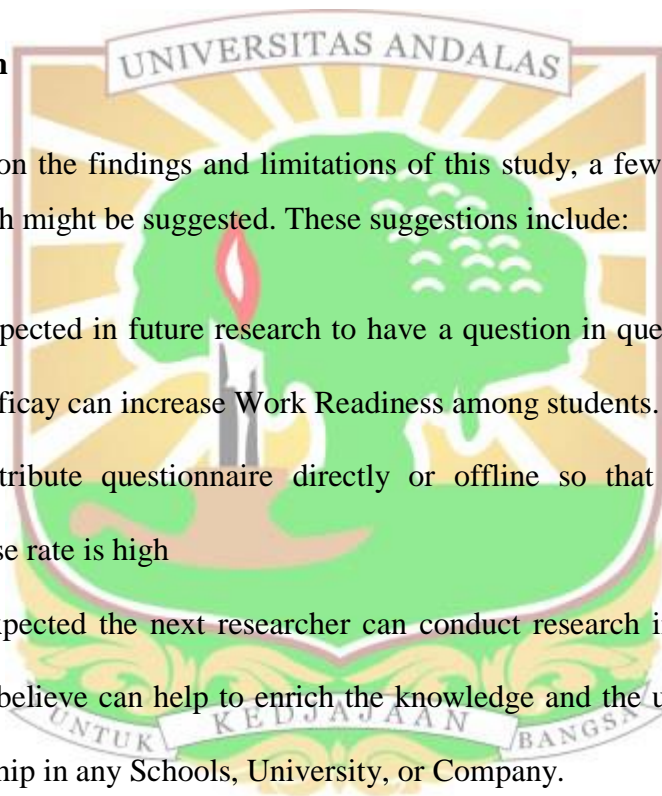 UNIVERSITAS ANDALAS
n
on the findings and limitations of this study, a few
h might be suggested. These suggestions include:
pected in future research to have a question in que
ficay can increase Work Readiness among students.
tribute questionnaire directly or offline so that
se rate is high
pected the next researcher can conduct research i
believe can help to enrich the knowledge and the u
UNTUK KEDJAJAAN BANGSA
hip in any Schools, University, or Company.